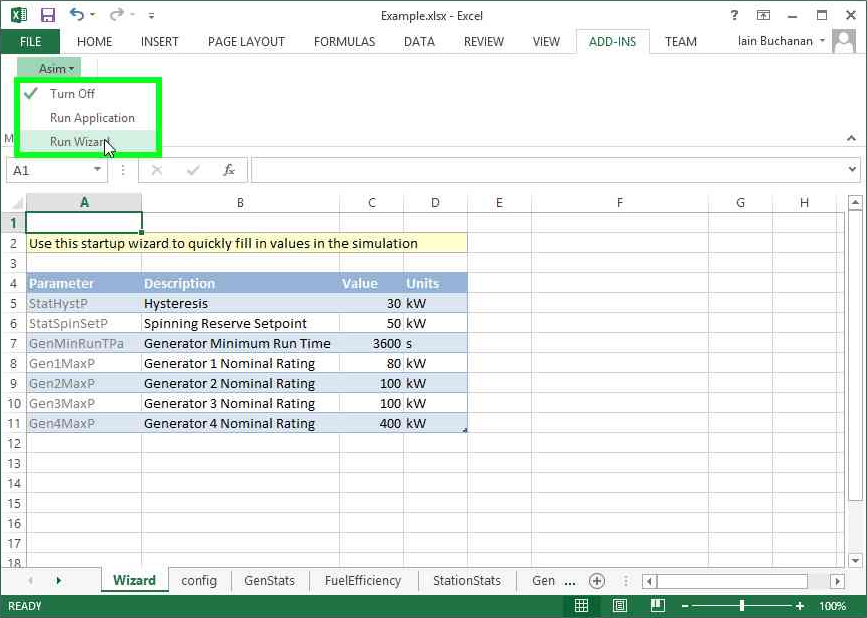 Example.xlsx - Excel
?
FILE HOME INSERT PAGE LAYOUT FORMULAS DATA REVIEW VIEW ADD-INS TEAM Iain Buchanan
Asim
Turn Off
Run Application
M Run Wizard
A1 fx
A B C D E F G H
1
2 Use this startup wizard to quickly fill in values in the simulation
3
4 Parameter Description Value Units
5 StatHystP Hysteresis 30 kW
6 StatSpinSetP Spinning Reserve Setpoint 50 kW
7 GenMinRunTPa Generator Minimum Run Time 3600 s
8 Gen1MaxP Generator 1 Nominal Rating 80 kW
9 Gen2MaxP Generator 2 Nominal Rating 100 kW
10 Gen3MaxP Generator 3 Nominal Rating 100 kW
11 Gen4MaxP Generator 4 Nominal Rating 400 kW
12
13
14
15
16
17
18
Wizard config GenStats FuelEfficiency StationStats Gen ...
READY 100%